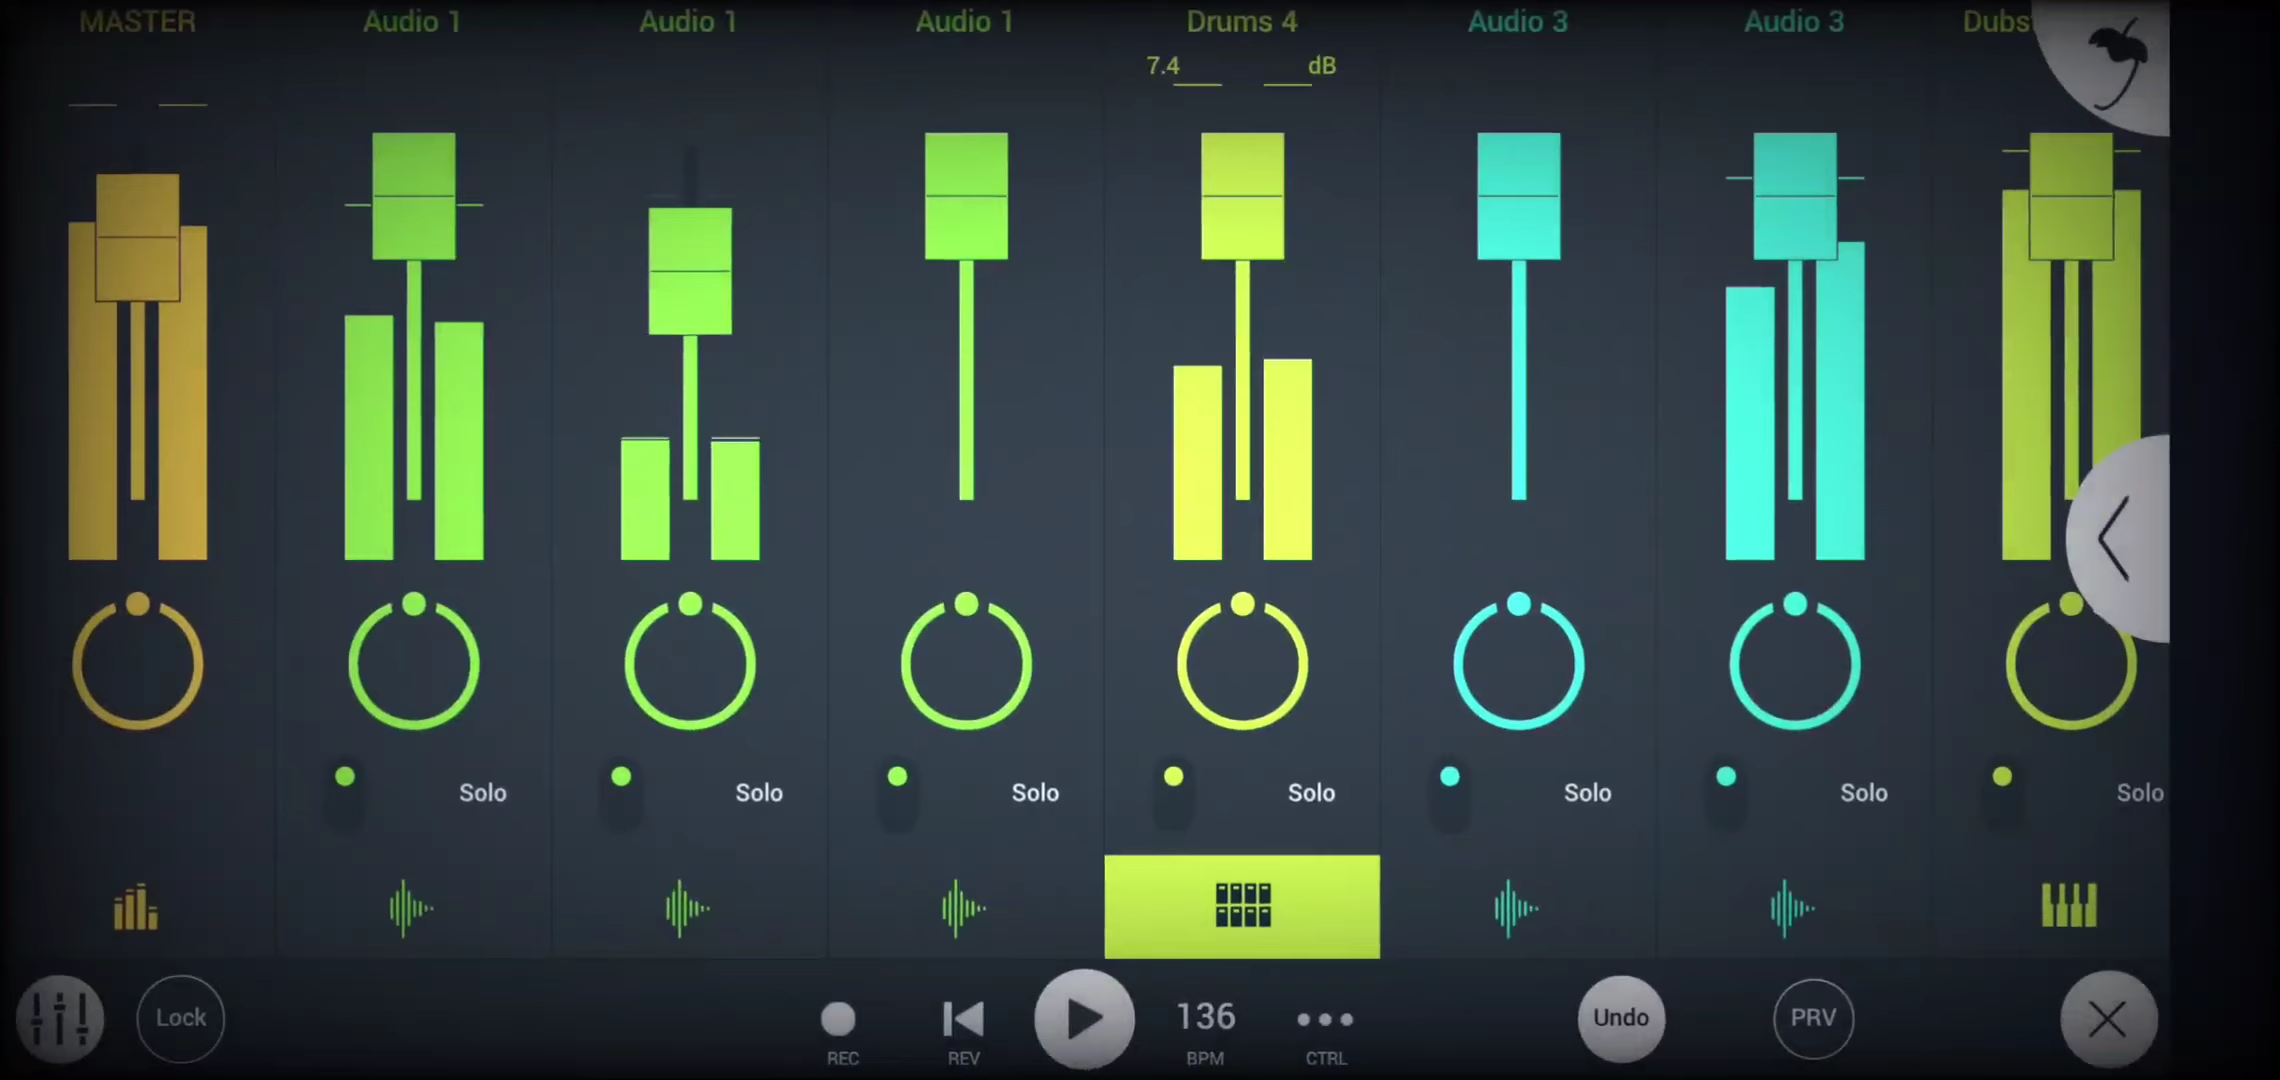 MASTER Audio 1 Audio 1 Audio 1 Drums 4 Audio 3 Audio 3 Dubs
7.4 dB
Solo Solo Solo Solo Solo Solo Solo
Lock 136 Undo PRV
REC REV BPM CTRL